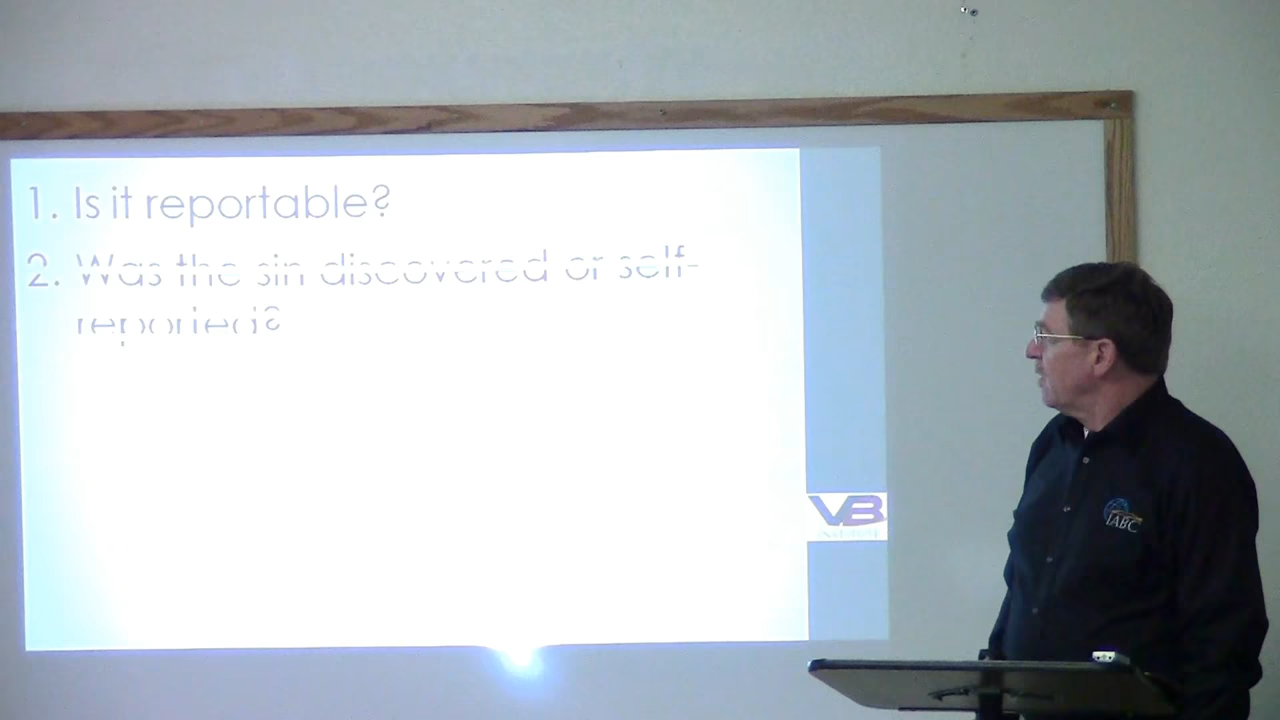 1. Is it reportable?
2. Was the sin discovered or self-
reported?
VB
IABC